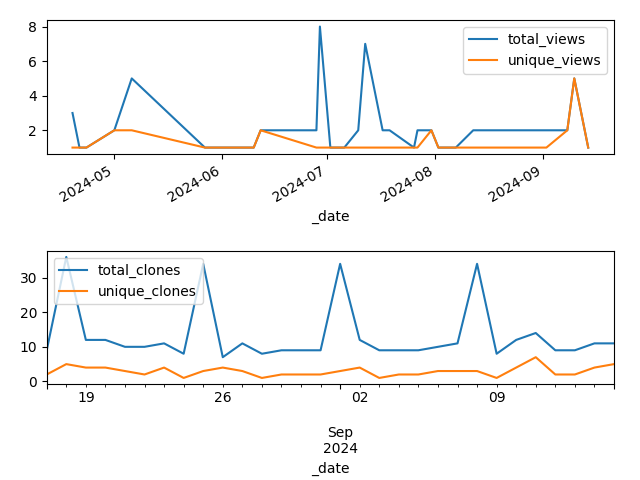 8
6
4
2
total_views
unique_views
2024-05
2024-06
2024-07
2024-08
2024-09
_date
30
20
10
0
total_clones
unique_clones
19
26
02
09
Sep
2024
_date